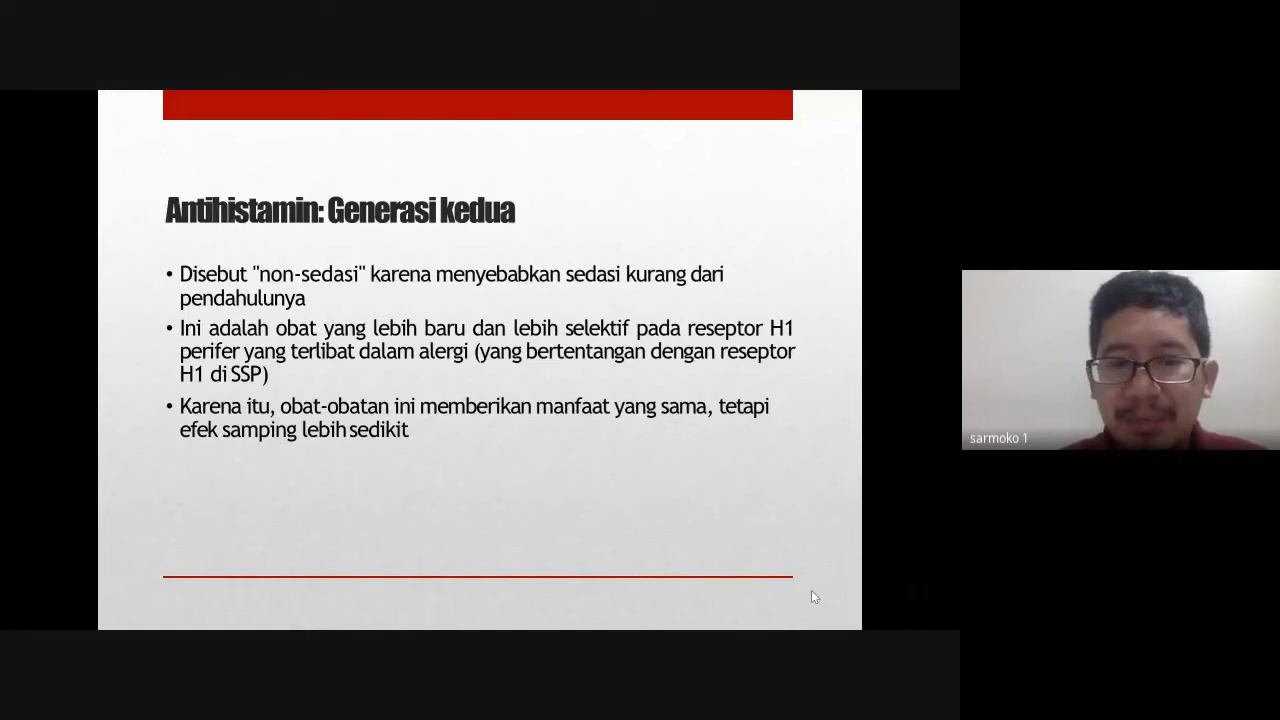 Antihistamin: Generasi kedua
• Disebut "non-sedasi" karena menyebabkan sedasi kurang dari
pendahulunya
• Ini adalah obat yang lebih baru dan lebih selektif pada reseptor H1
perifer yang terlibat dalam alergi (yang bertentangan dengan reseptor
H1 di SSP)
• Karena itu, obat-obatan ini memberikan manfaat yang sama, tetapi
efek samping lebih sedikit
sarmoko 1